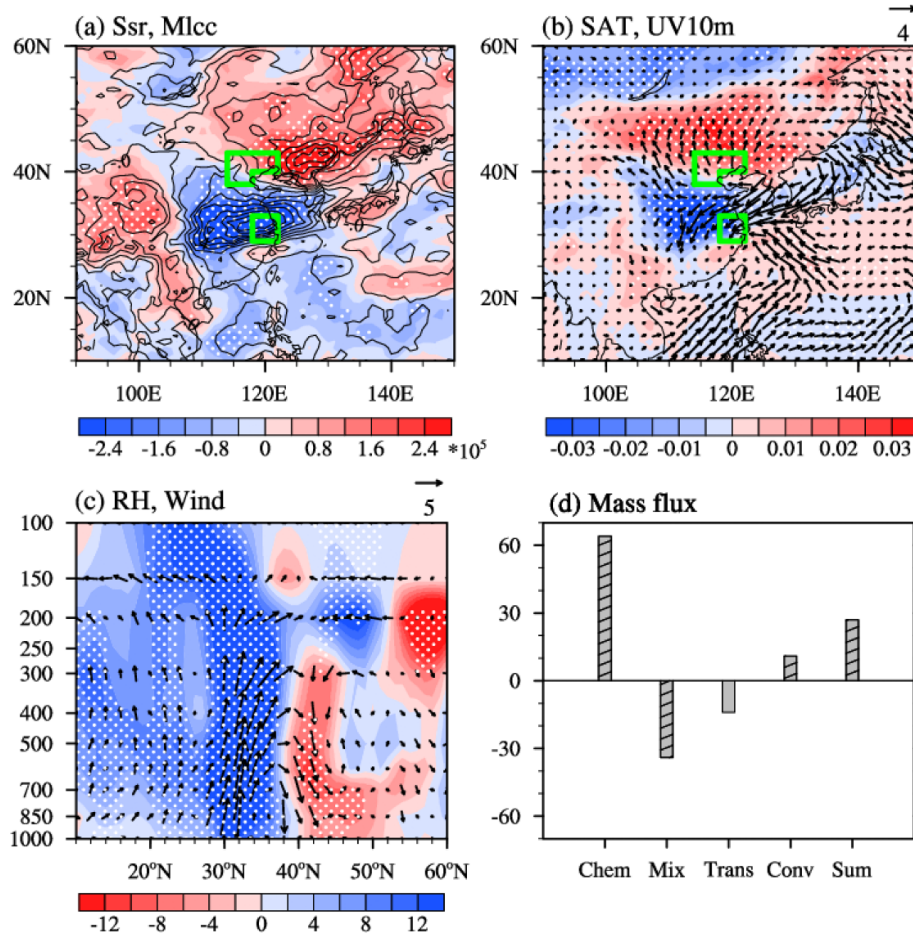 (a) Ssr, Mlcc
60N
40N
20N
100E 120E 140E
-2.4 -1.6 -0.8 0 0.8 1.6 2.4 *10⁵
(b) SAT, UV10m
4
60N
40N
20N
100E 120E 140E
-0.03 -0.02 -0.01 0 0.01 0.02 0.03
(c) RH, Wind
5
100
150
200
250
300
400
500
700
850
1000
20°N 30°N 40°N 50°N 60°N
-12 -8 -4 0 4 8 12
(d) Mass flux
60
30
0
-30
-60
Chem Mix Trans Conv Sum